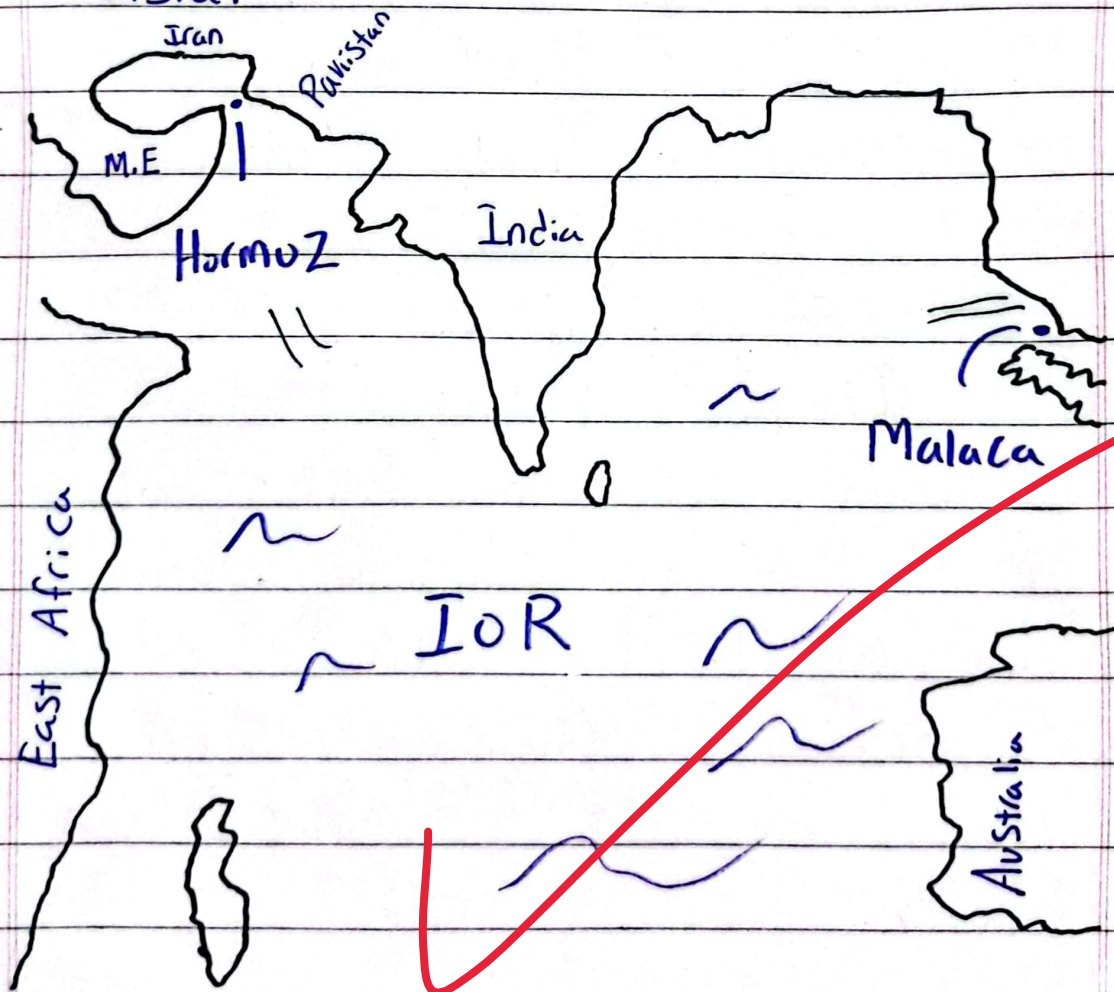 Iran
Pakistan
M.E
India
Hormuz
Malaca
East Africa
IoR
Australia